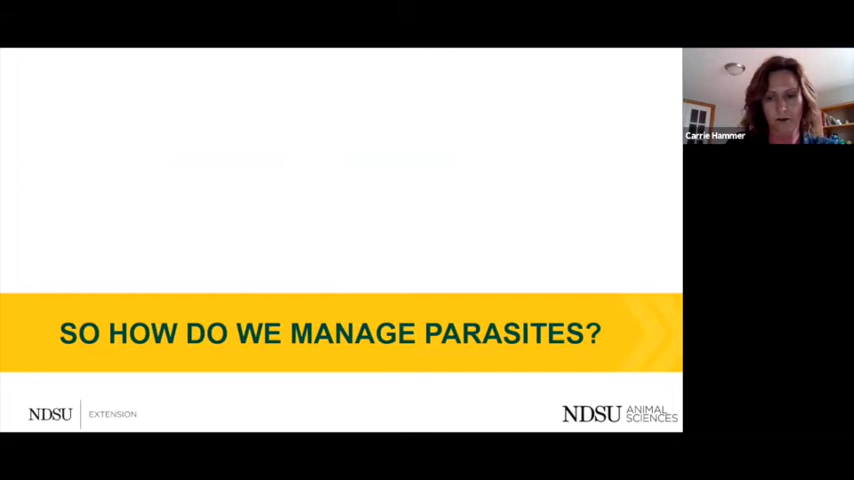 Carrie Hammer
SO HOW DO WE MANAGE PARASITES?
NDSU EXTENSION
NDSU ANIMAL
SCIENCES